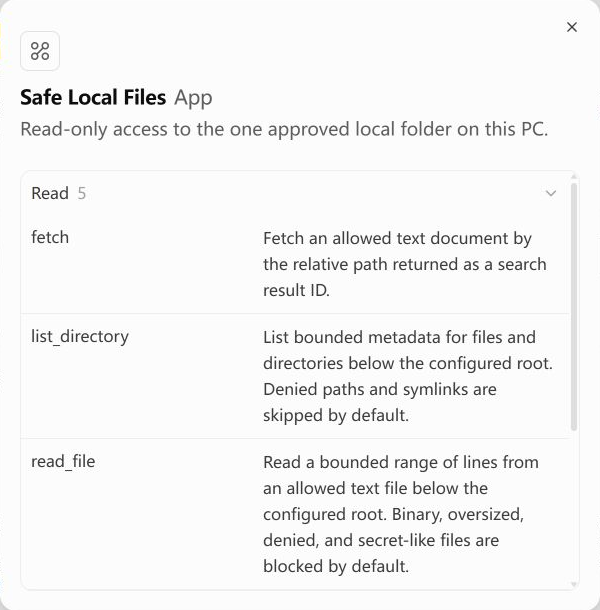 Safe Local Files App
Read-only access to the one approved local folder on this PC.
Read 5
fetch
Fetch an allowed text document by
the relative path returned as a search
result ID.
list_directory
List bounded metadata for files and
directories below the configured root.
Denied paths and symlinks are
skipped by default.
read_file
Read a bounded range of lines from
an allowed text file below the
configured root. Binary, oversized,
denied, and secret-like files are
blocked by default.